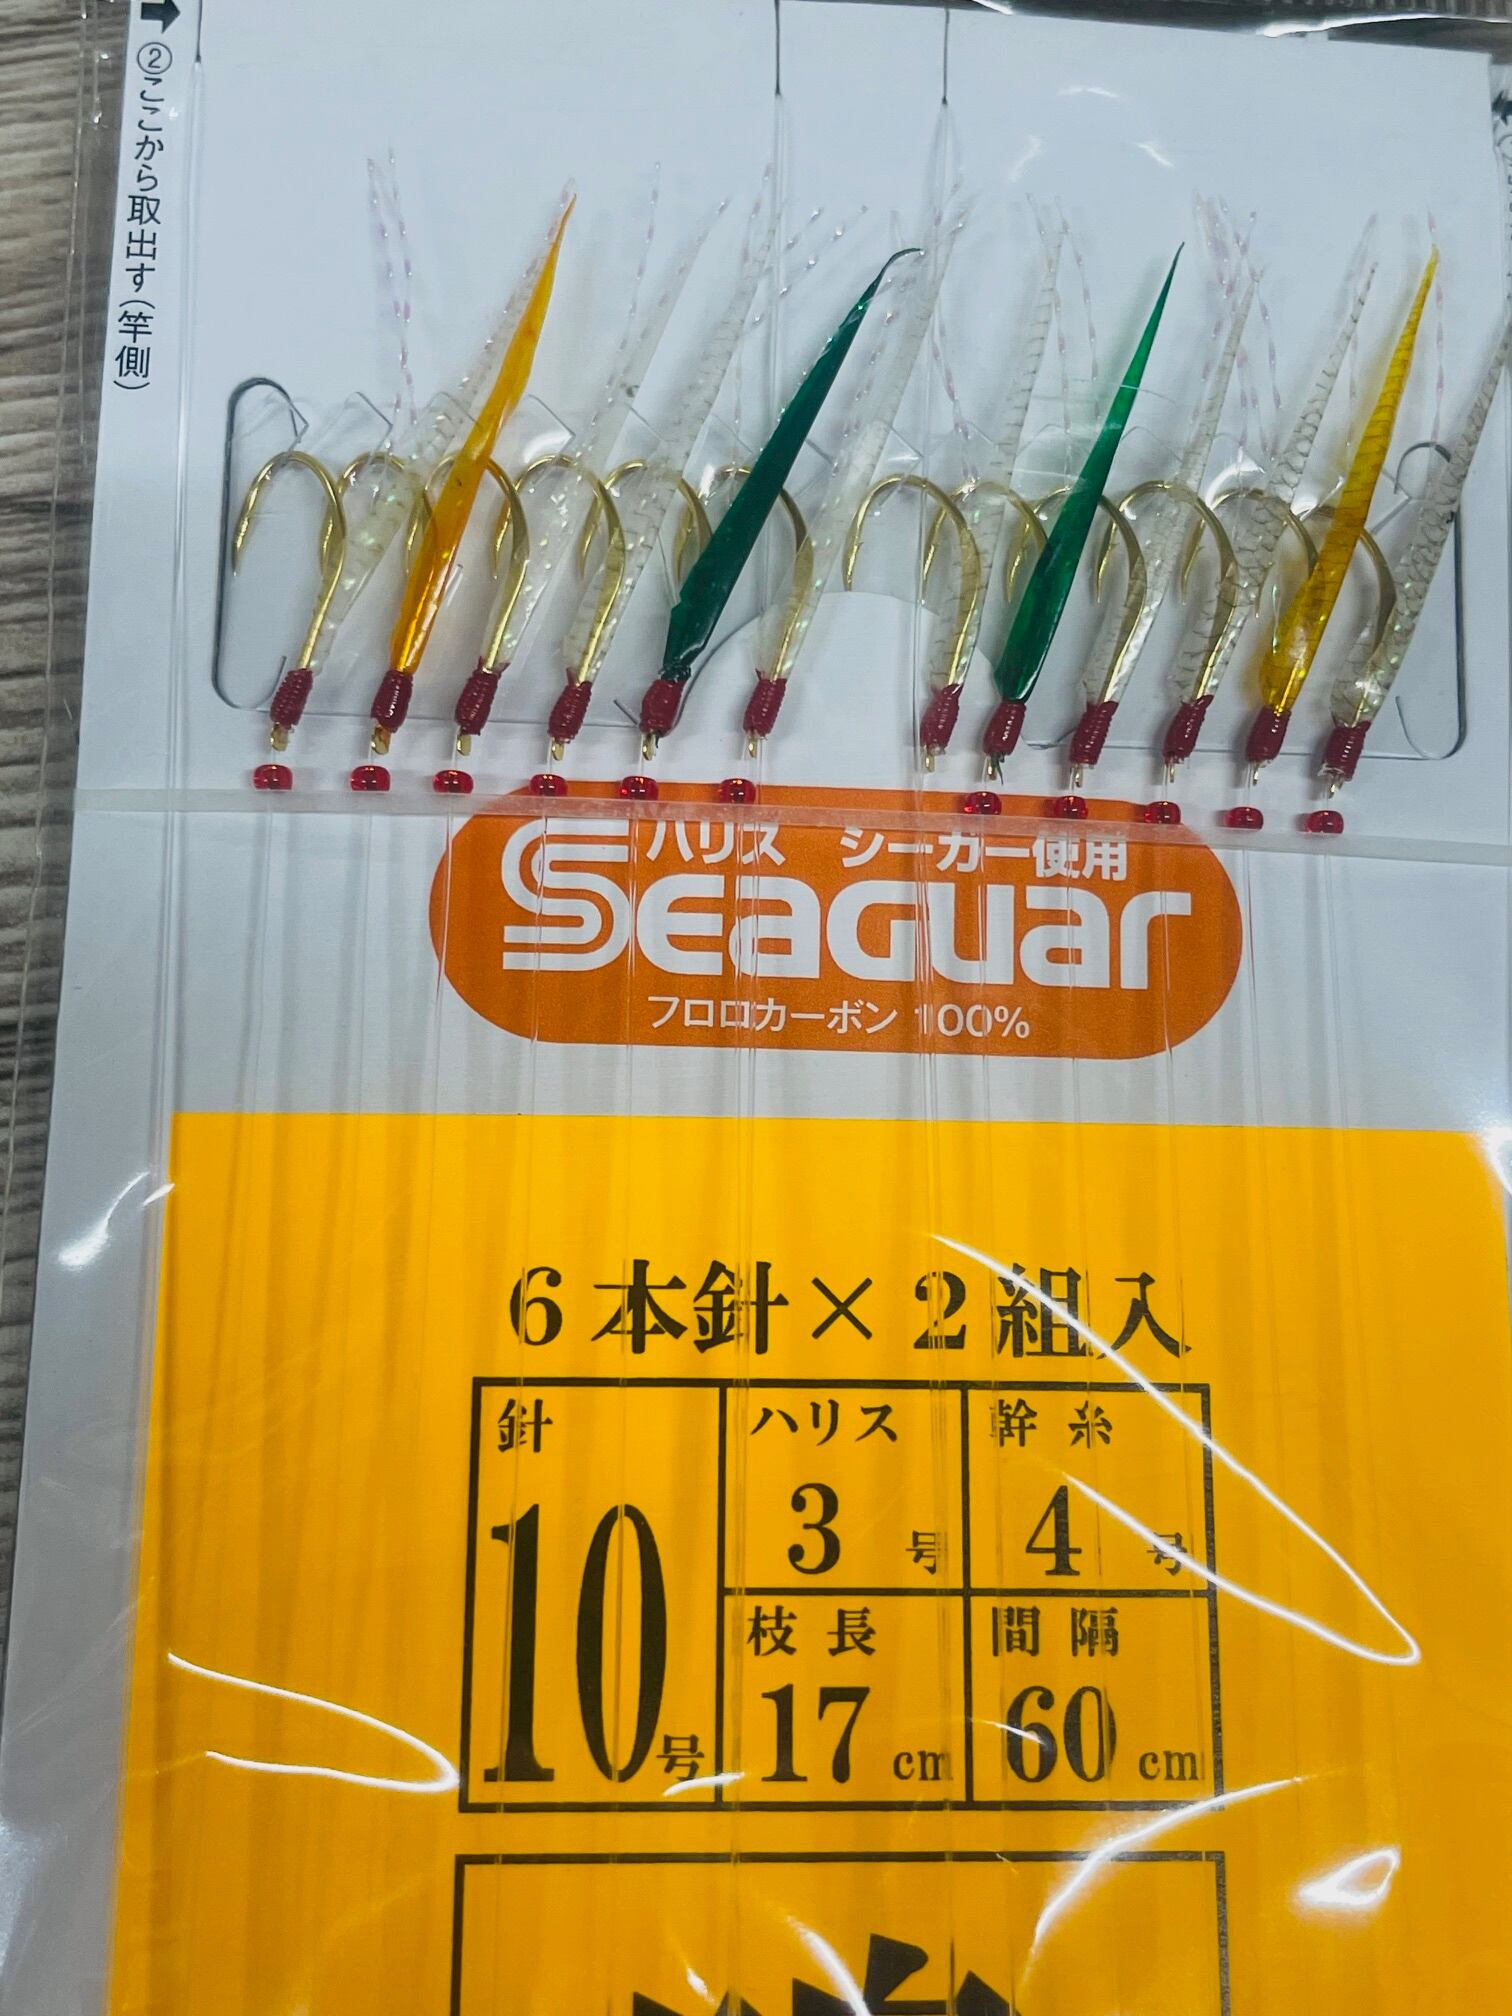 ②ここから取出す(竿側)
ハリス シーガー使用
Seaguar
フロロカーボン 100%
6本針×2組入
針 ハリス 幹糸
10号 3号 4号
枝長 間隔
17cm 60cm